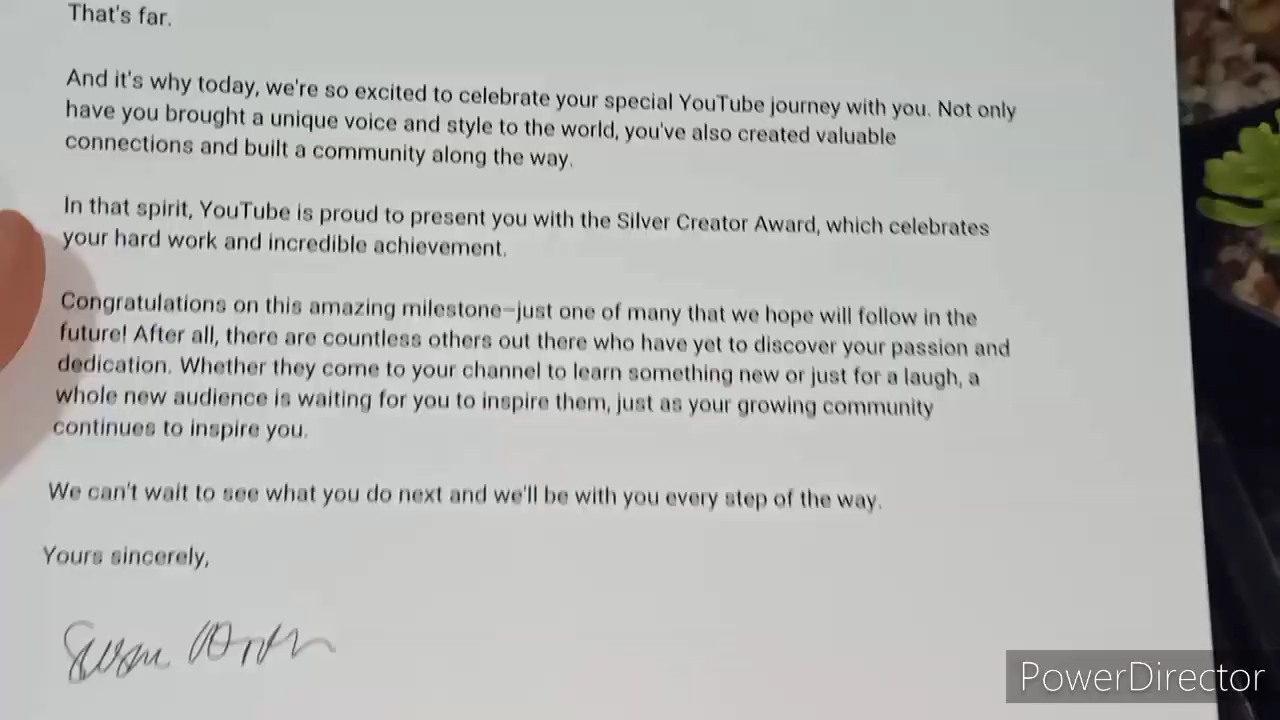 That's far.
And it's why today, we're so excited to celebrate your special YouTube journey with you. Not only
have you brought a unique voice and style to the world, you've also created valuable
connections and built a community along the way.
In that spirit, YouTube is proud to present you with the Silver Creator Award, which celebrates
your hard work and incredible achievement.
Congratulations on this amazing milestone–just one of many that we hope will follow in the
future! After all, there are countless others out there who have yet to discover your passion and
dedication. Whether they come to your channel to learn something new or just for a laugh, a
whole new audience is waiting for you to inspire them, just as your growing community
continues to inspire you.
We can't wait to see what you do next and we'll be with you every step of the way.
Yours sincerely,
Susan
PowerDirector